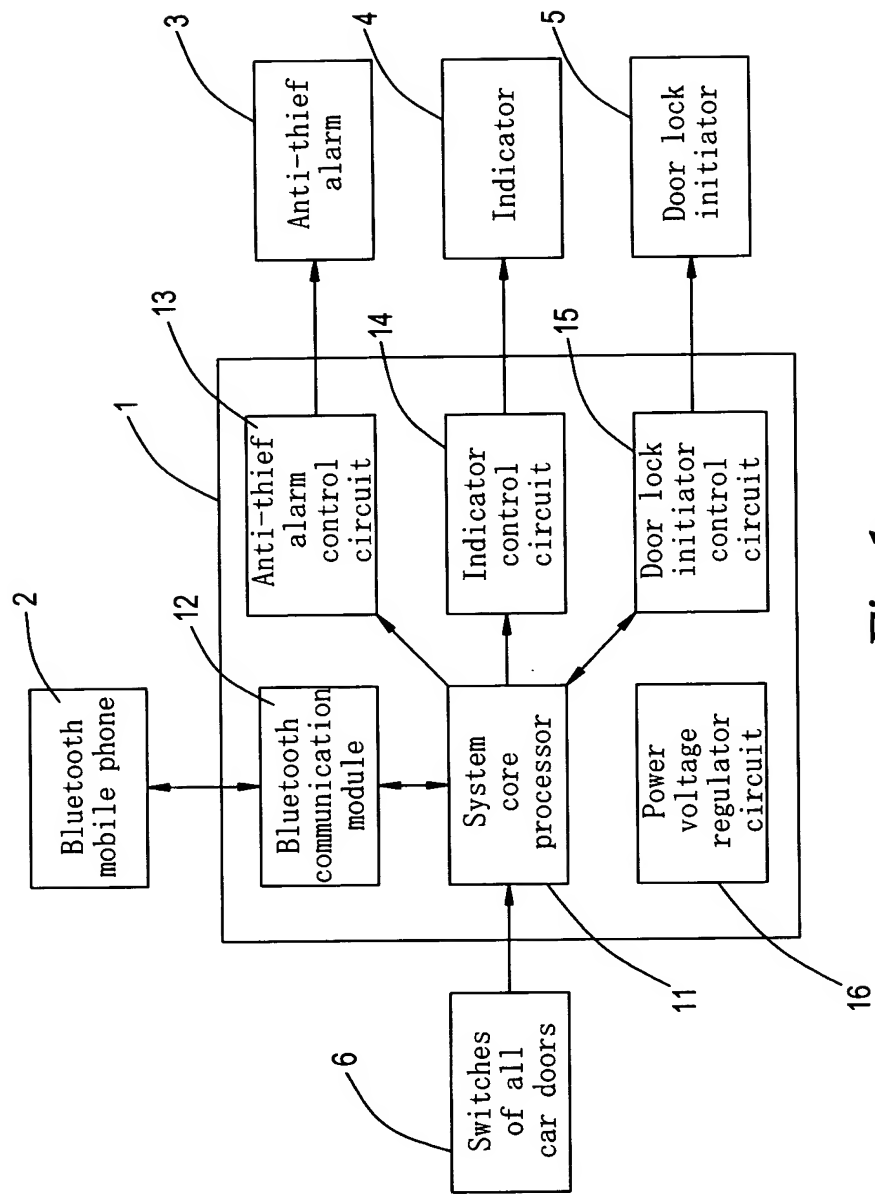 2
Bluetooth
mobile phone
1
12
Bluetooth
communication
module
13
Anti-thief
alarm
control
circuit
3
Anti-thief
alarm
6
Switches
of all
car doors
11
System
core
processor
14
Indicator
control
circuit
4
Indicator
16
Power
voltage
regulator
circuit
15
Door lock
initiator
control
circuit
5
Door lock
initiator
Fig.1